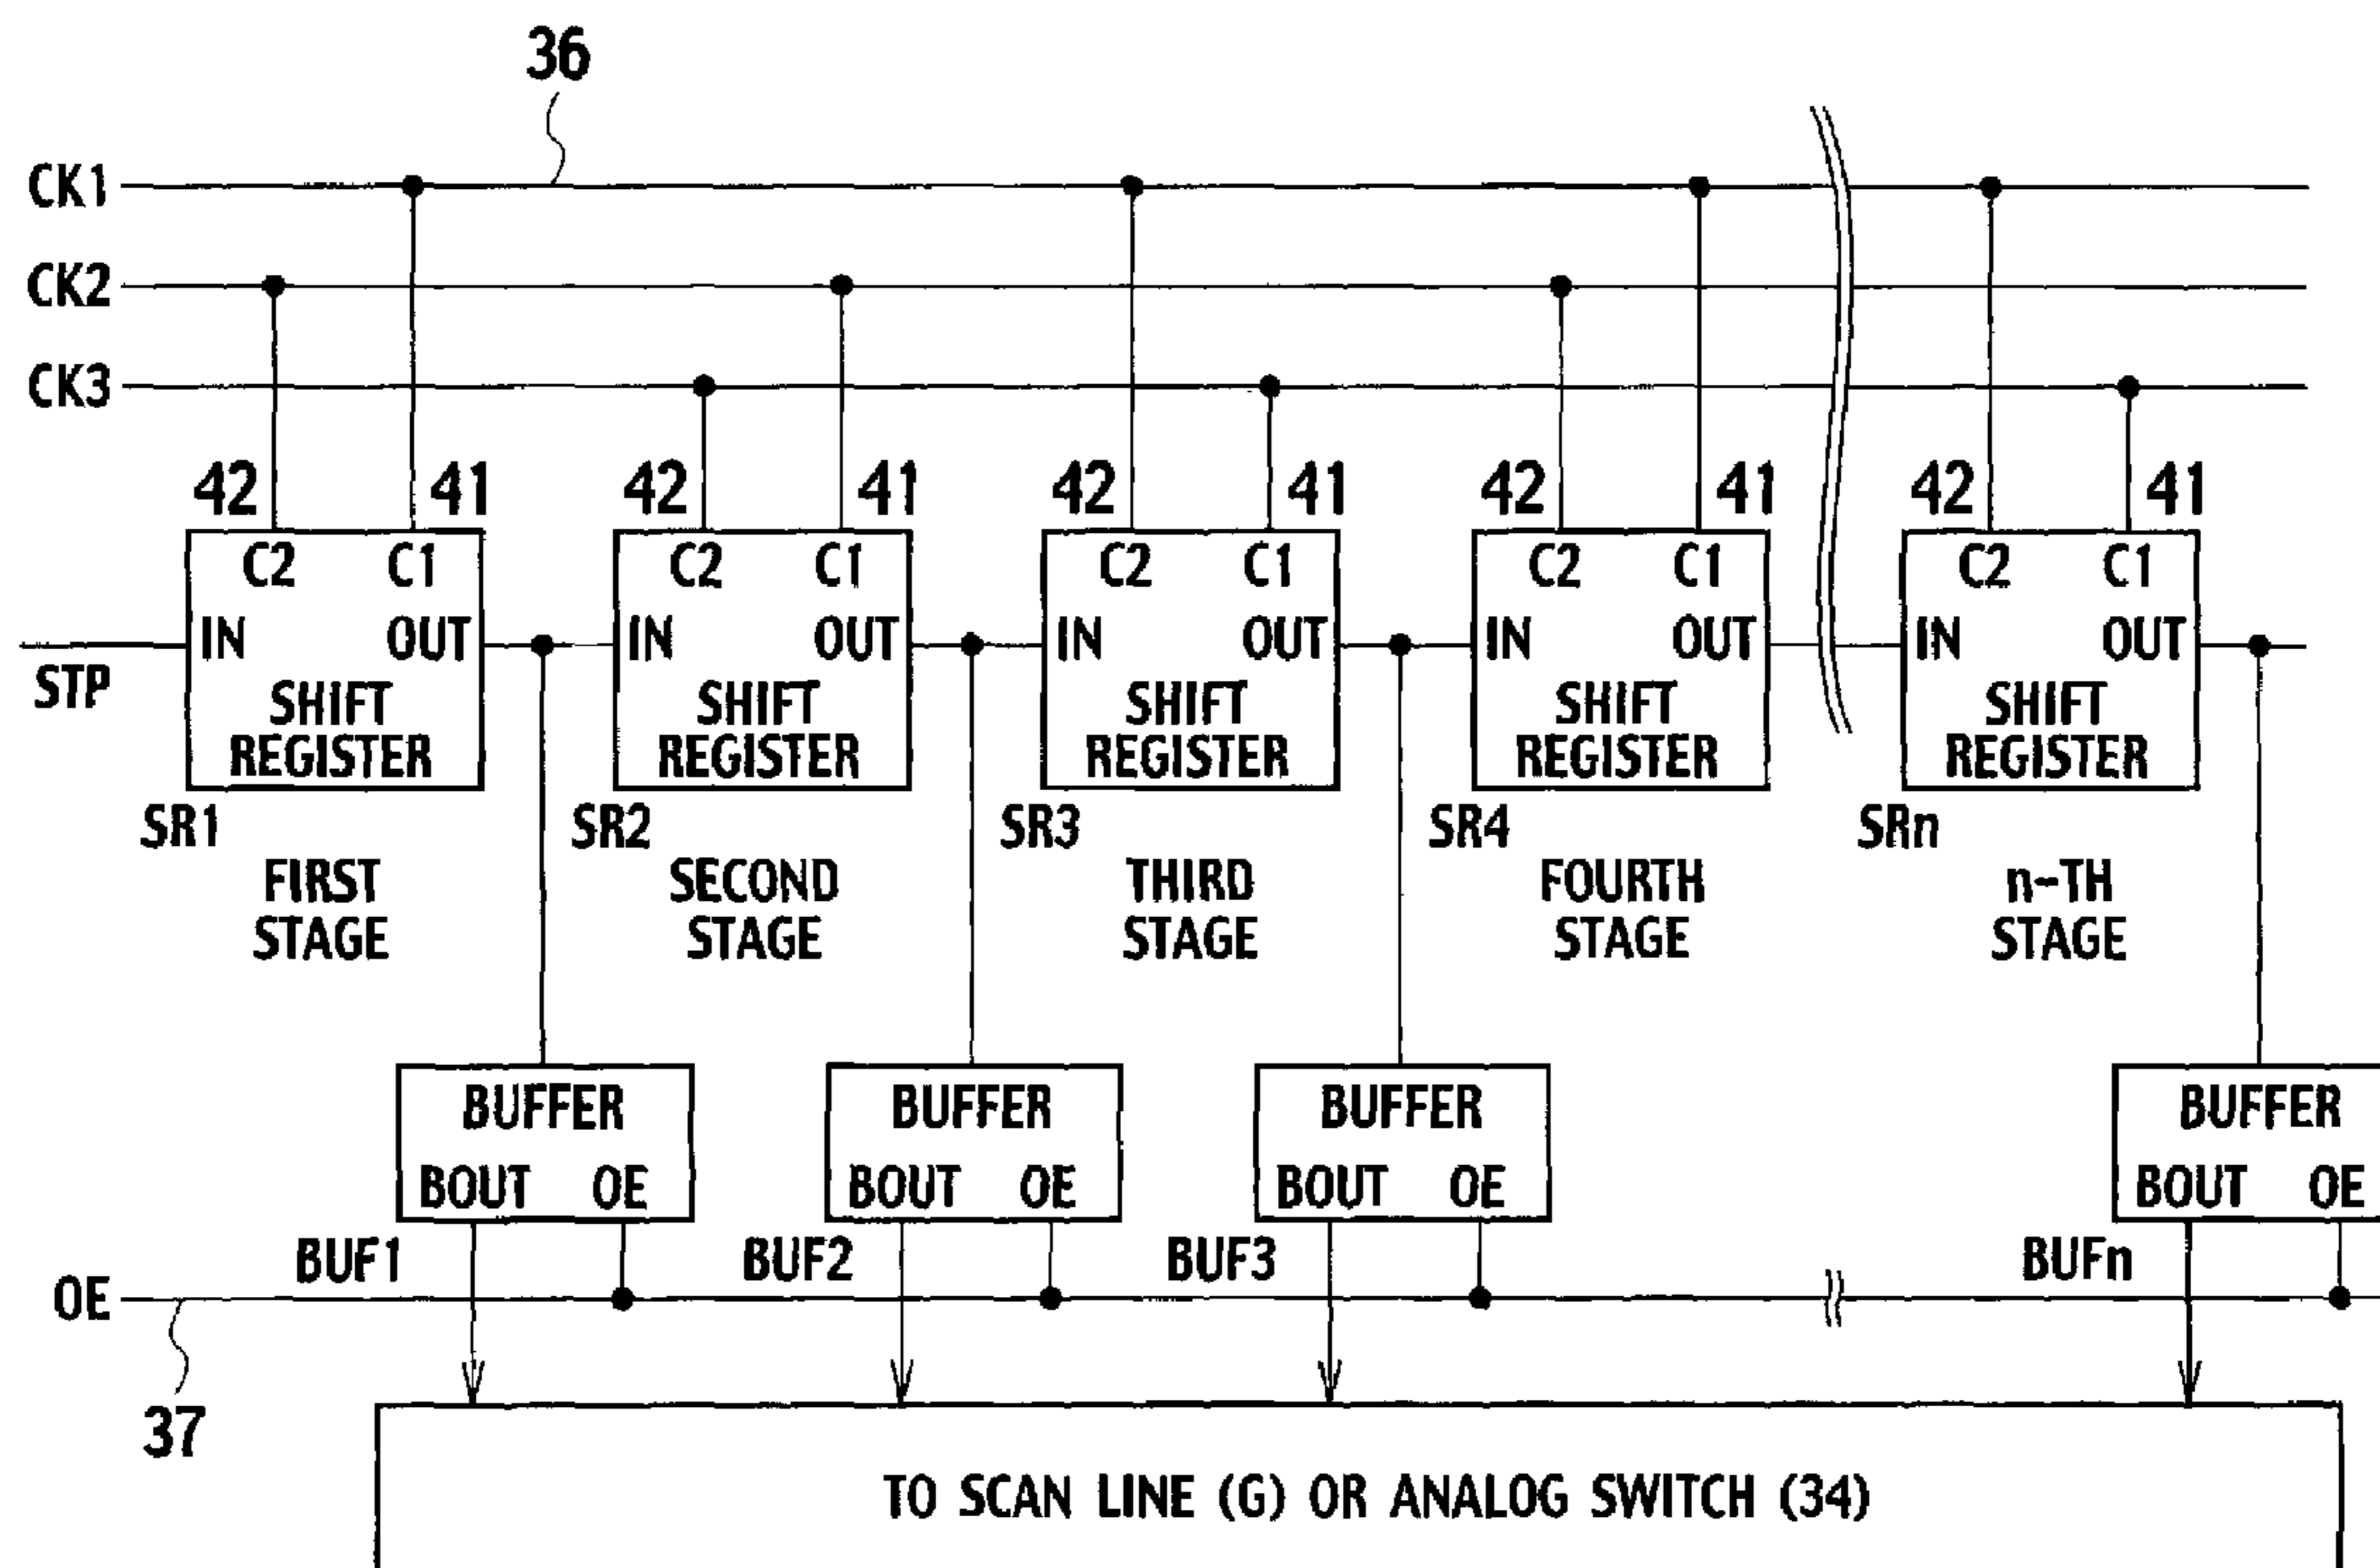 36
CK1
CK2
CK3
42 41 42 41 42 41 42 41 42 41
C2 C1 C2 C1 C2 C1 C2 C1 C2 C1
IN OUT IN OUT IN OUT IN OUT IN OUT
STP
SHIFT SHIFT SHIFT SHIFT SHIFT
REGISTER REGISTER REGISTER REGISTER REGISTER
SR1 SR2 SR3 SR4 SRn
FIRST SECOND THIRD FOURTH n-TH
STAGE STAGE STAGE STAGE STAGE
BUFFER BUFFER BUFFER BUFFER
BOUT OE BOUT OE BOUT OE BOUT OE
BUF1 BUF2 BUF3 BUFn
OE
37
TO SCAN LINE (G) OR ANALOG SWITCH (34)